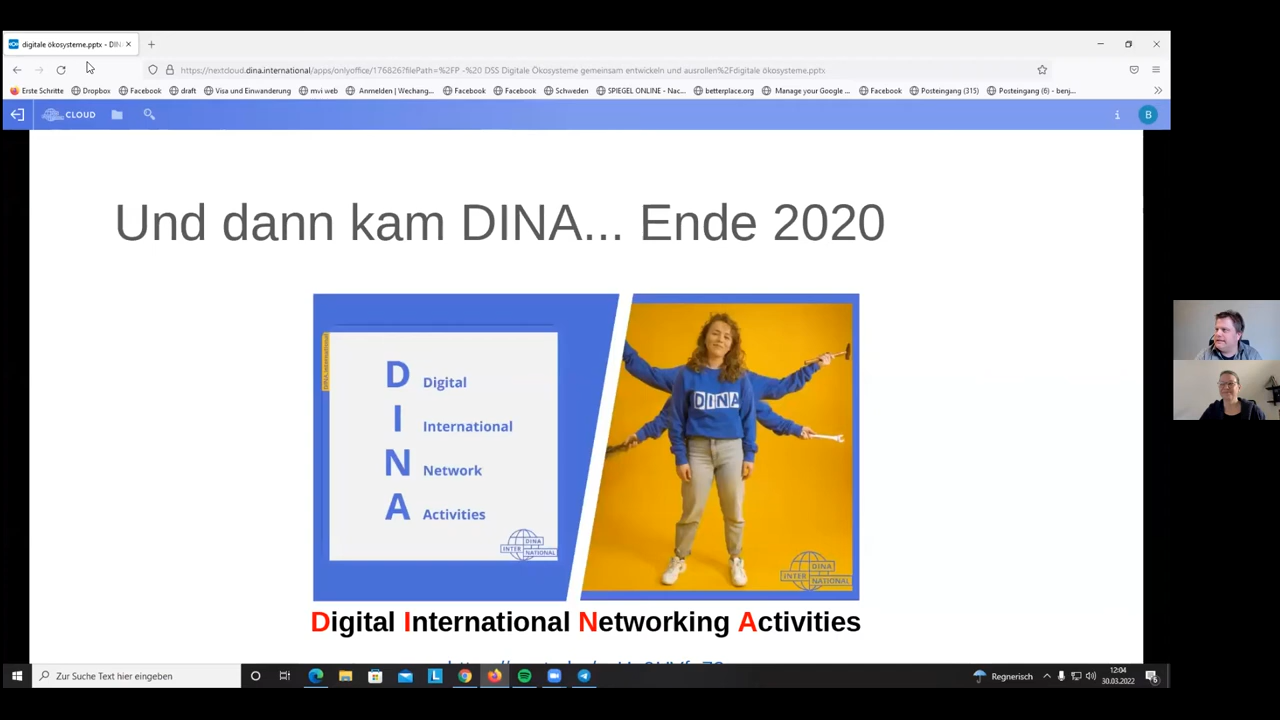 digitale ökosysteme.pptx - DIN
https://nextcloud.dina.international/apps/onlyoffice/176826?filePath=%2FP -%20 DSS Digitale Ökosysteme gemeinsam entwickeln und ausrollen%2Fdigitale ökosysteme.pptx
Erste Schritte Dropbox Facebook draft Visa und Einwanderung mvi web Anmelden | Wechang... Facebook Facebook Schweden SPIEGEL ONLINE - Nac... betterplace.org Manage your Google ... Facebook Posteingang (315) Posteingang (6) - benj...
CLOUD
B
Und dann kam DINA... Ende 2020
D Digital
I International
N Network
A Activities
DINA
INTER NATIONAL
DINA
DINA
INTER NATIONAL
Digital International Networking Activities
Zur Suche Text hier eingeben
Regnerisch
12:04
30.03.2022